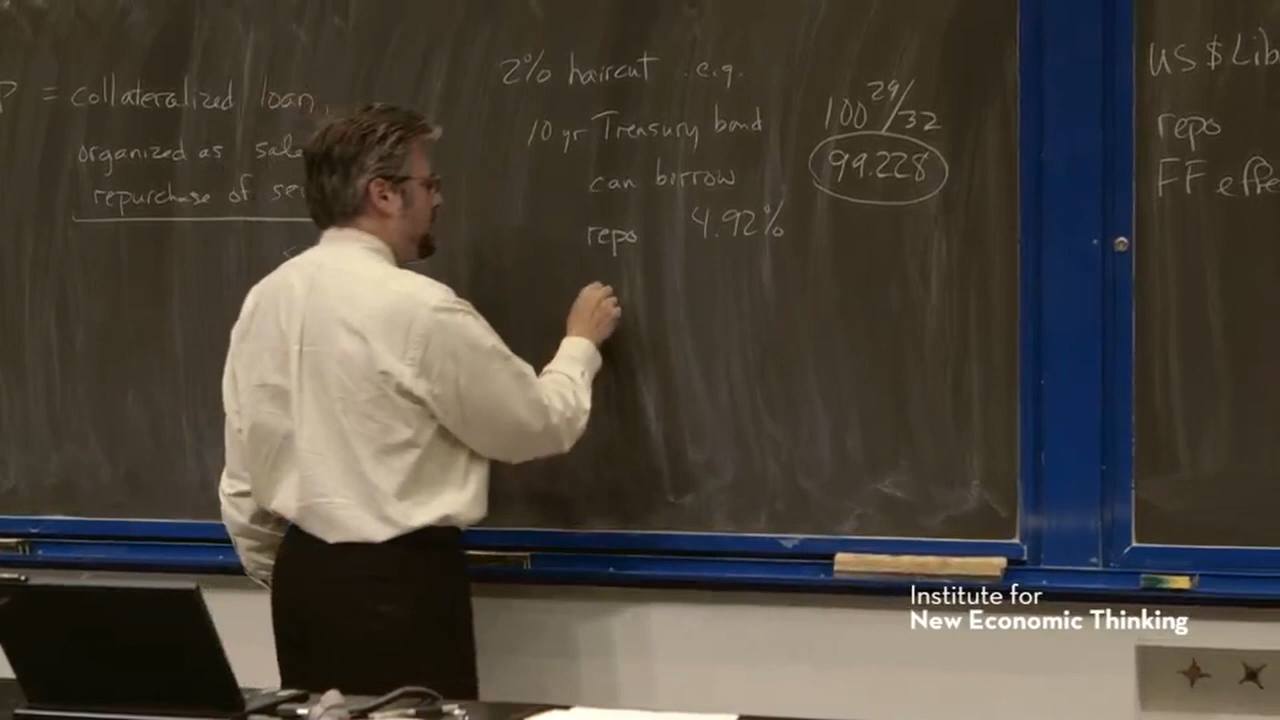 P = collateralized loan,
organized as sale
repurchase of se
2% haircut e.g.
10 yr Treasury bond 100 29/32
can borrow 99.228
repo 4.92%
US $ Lib
repo
FF effe
Institute for
New Economic Thinking